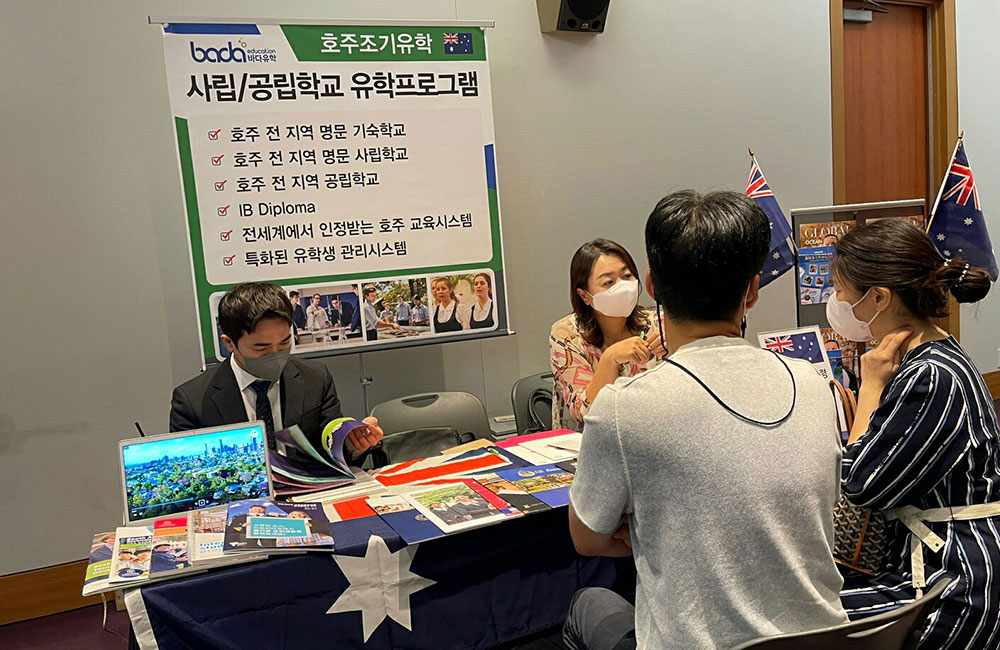 bada education
바다유학
호주조기유학
사립/공립학교 유학프로그램
호주 전 지역 명문 기숙학교
호주 전 지역 명문 사립학교
호주 전 지역 공립학교
IB Diploma
전세계에서 인정받는 호주 교육시스템
특화된 유학생 관리시스템
GLOBAL
OCEAN